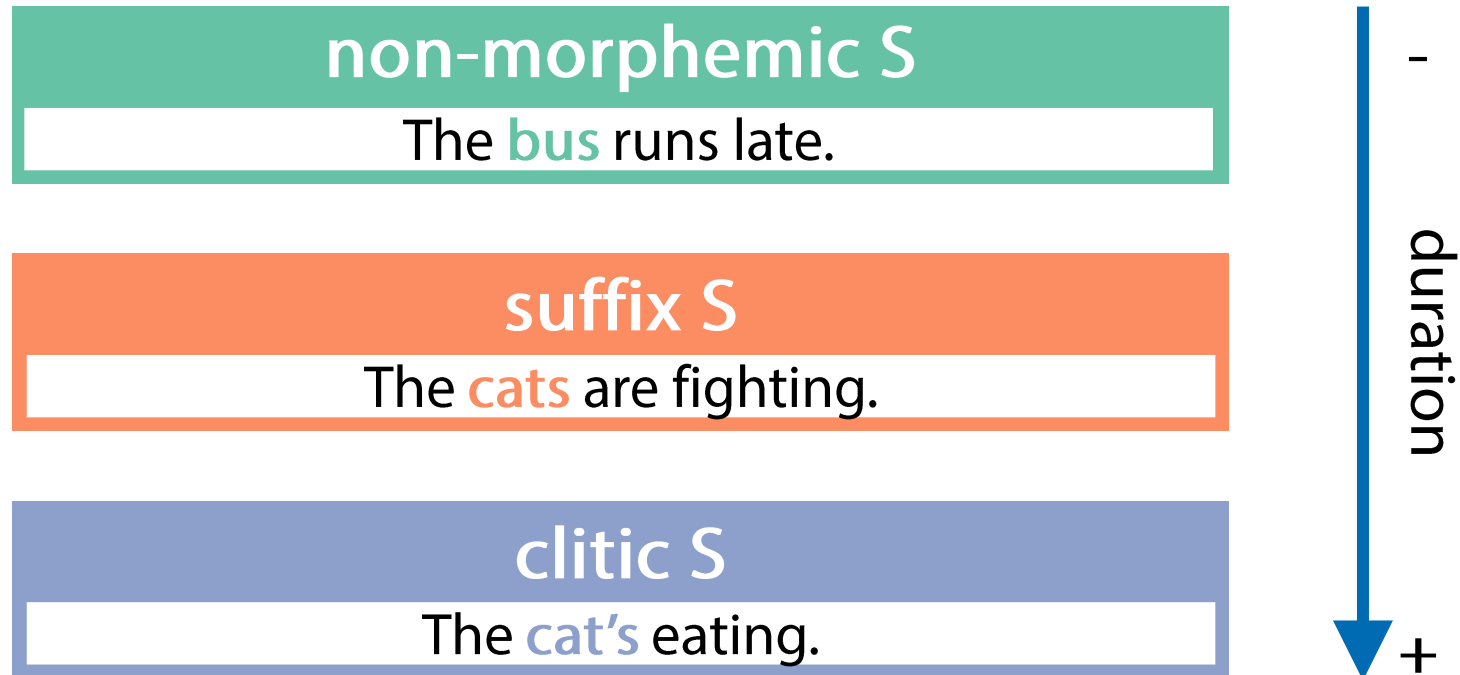 non-morphemic S
The bus runs late.
suffix S
The cats are fighting.
clitic S
The cat’s eating.
-
duration
+